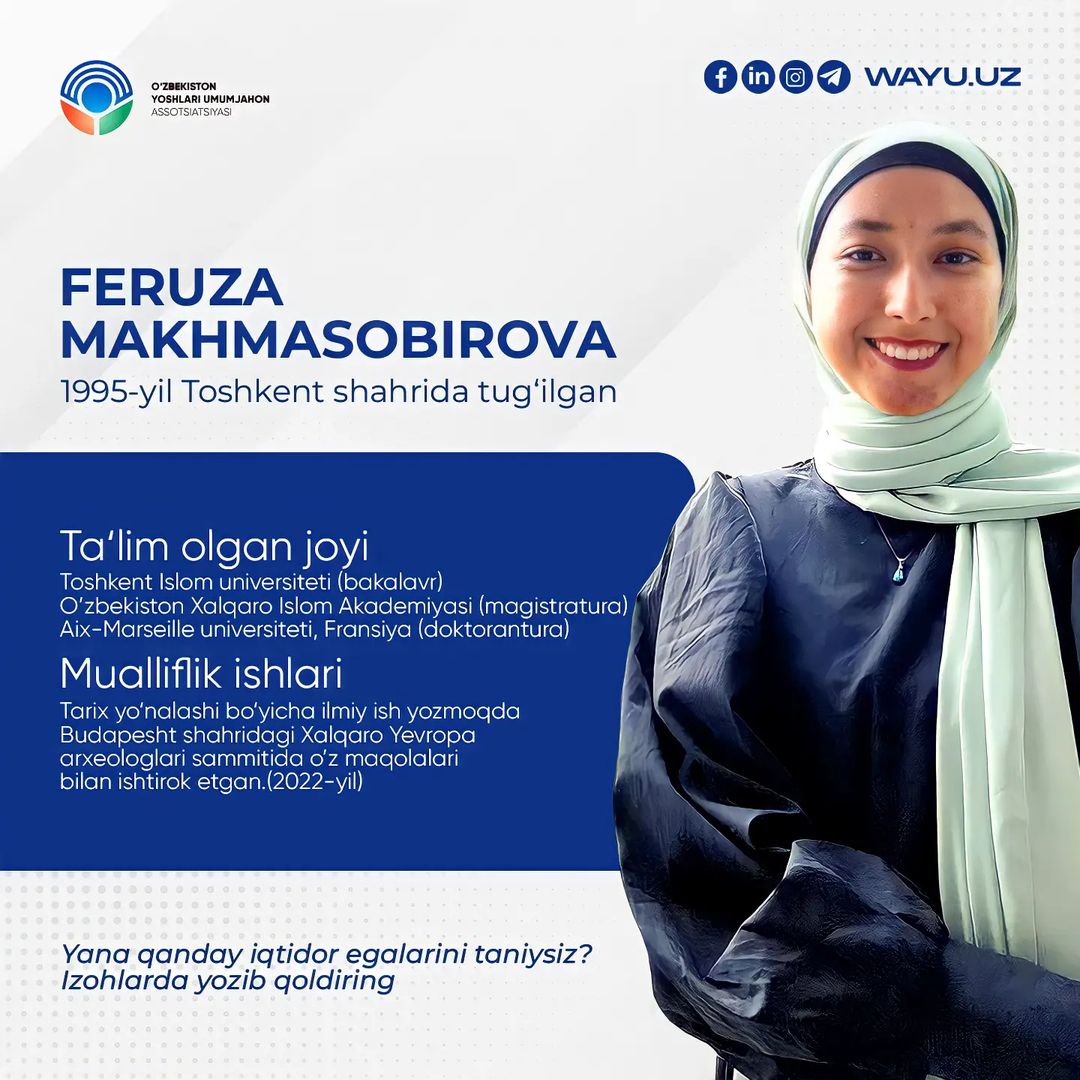 O'ZBEKISTON
YOSHLARI UMUMJAHON
ASSOTSIATSIYASI
WAYU.UZ
FERUZA
MAKHMASOBIROVA
1995-yil Toshkent shahrida tug‘ilgan
Ta‘lim olgan joyi
Toshkent Islom universiteti (bakalavr)
O’zbekiston Xalqaro Islom Akademiyasi (magistratura)
Aix-Marseille universiteti, Fransiya (doktorantura)
Mualliflik ishlari
Tarix yo‘nalashi bo‘yicha ilmiy ish yozmoqda
Budapesht shahridagi Xalqaro Yevropa
arxeologlari sammitida o‘z maqolalari
bilan ishtirok etgan.(2022-yil)
Yana qanday iqtidor egalarini taniysiz?
Izohlarda yozib qoldiring